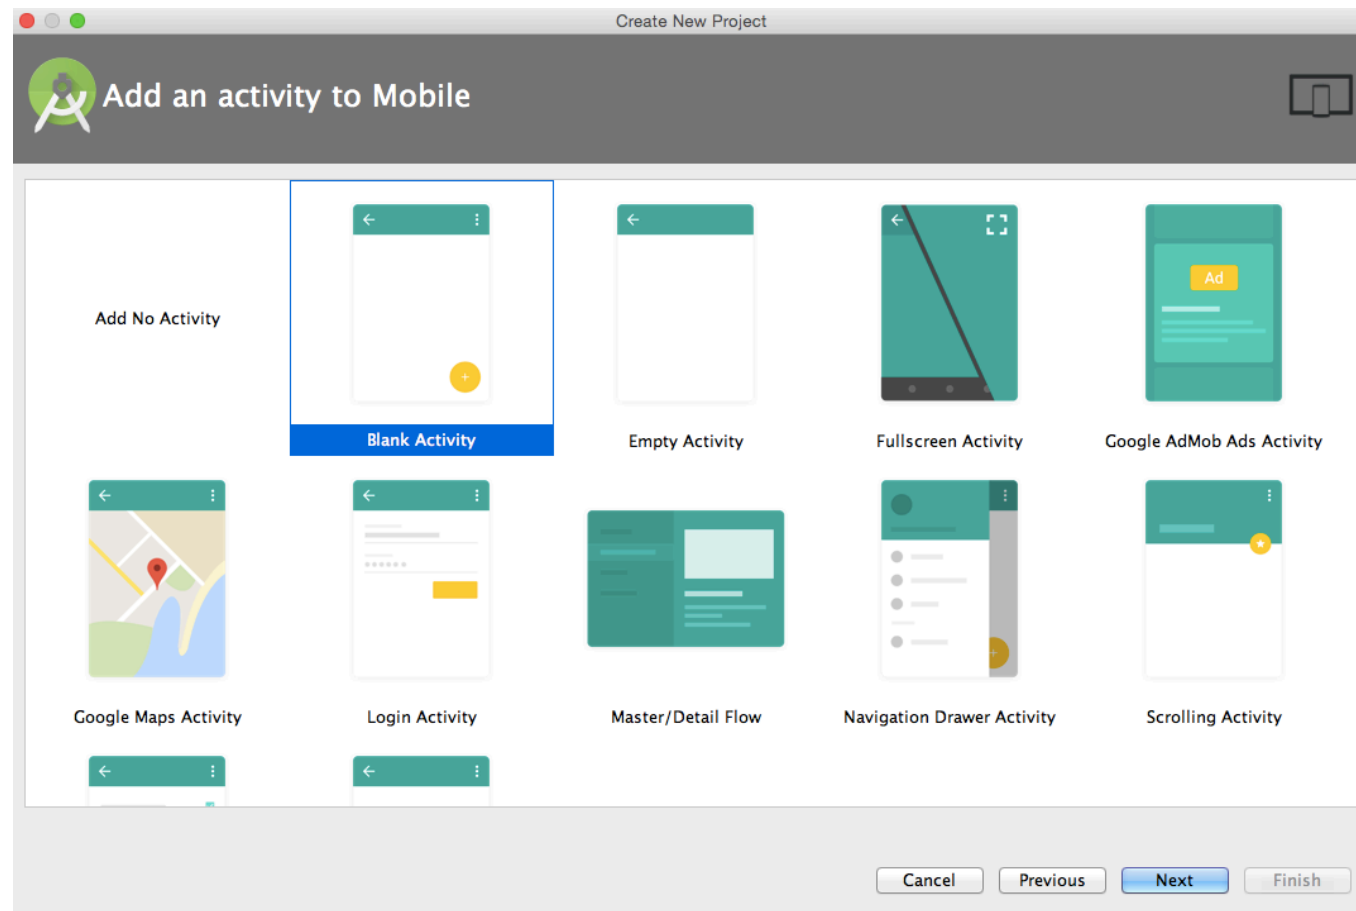 Create New Project
Add an activity to Mobile
Add No Activity
Ad
Blank Activity
Empty Activity
Fullscreen Activity
Google AdMob Ads Activity
Google Maps Activity
Login Activity
Master/Detail Flow
Navigation Drawer Activity
Scrolling Activity
Cancel
Previous
Next
Finish